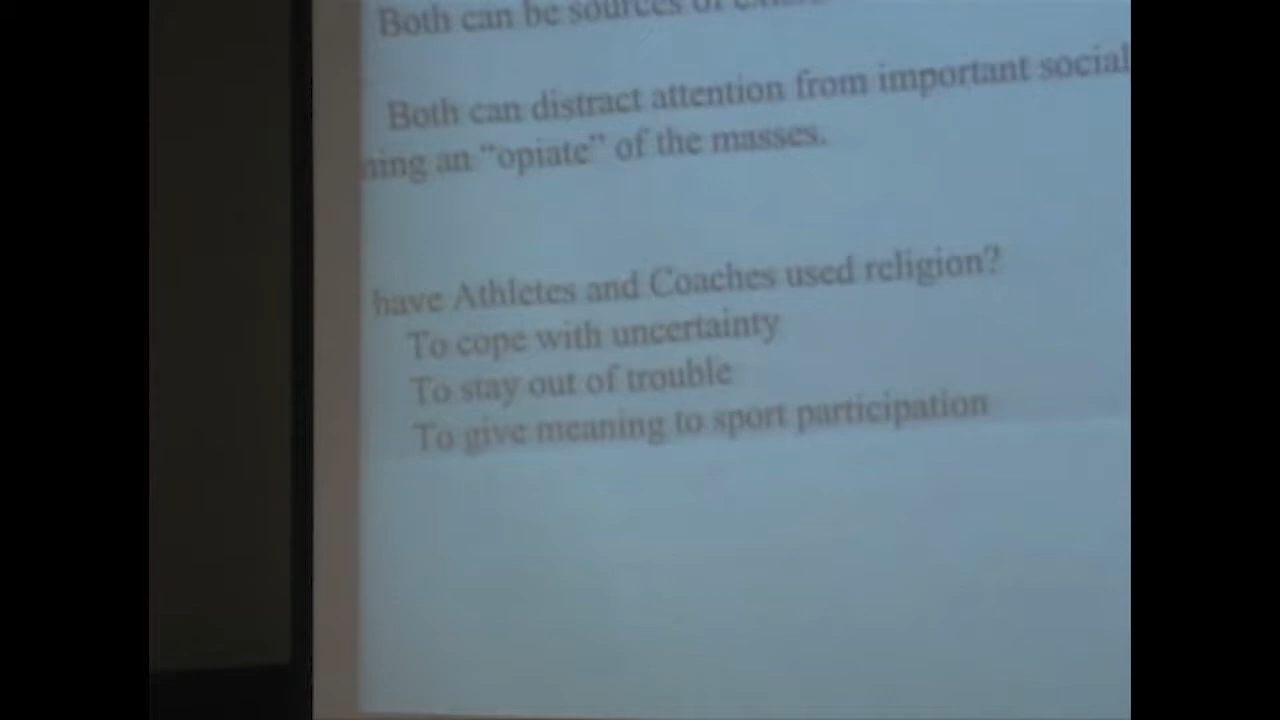 Both can be sources of
Both can distract attention from important social
ning an “opiate” of the masses.
have Athletes and Coaches used religion?
To cope with uncertainty
To stay out of trouble
To give meaning to sport participation